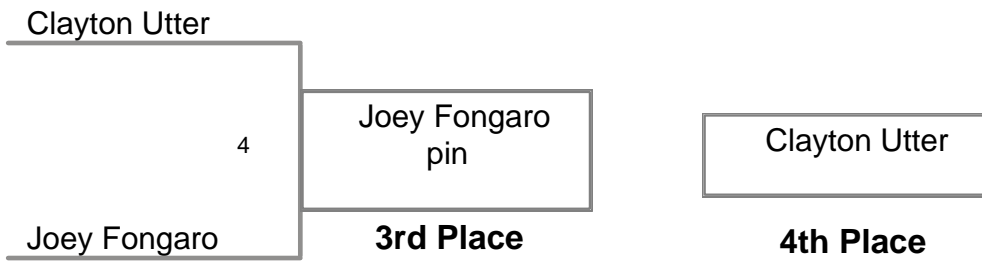 Clayton Utter
Joey Fongaro
pin
4
Clayton Utter
Joey Fongaro
3rd Place
4th Place